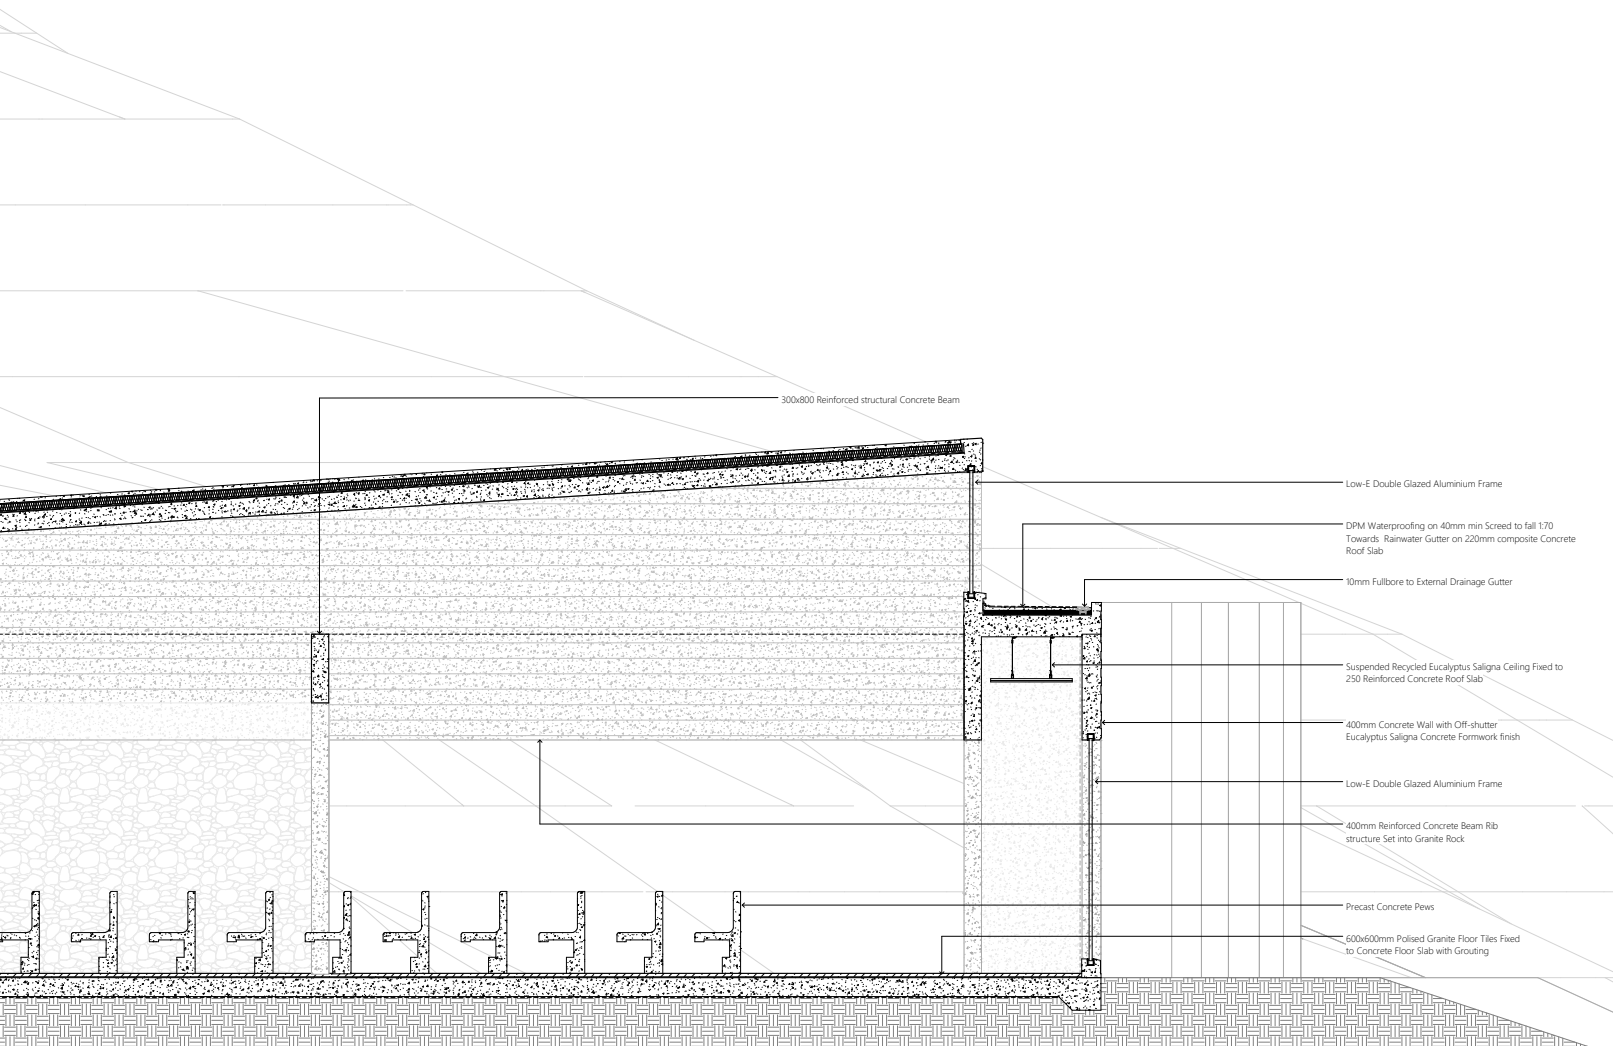 300x800 Reinforced structural Concrete Beam
Low-E Double Glazed Aluminium Frame
DPM Waterproofing on 40mm min Screed to fall 1:70
Towards Rainwater Gutter on 220mm composite Concrete
Roof Slab
10mm Fullbore to External Drainage Gutter
Suspended Recycled Eucalyptus Saligna Ceiling Fixed to
250 Reinforced Concrete Roof Slab
400mm Concrete Wall with Off-shutter
Eucalyptus Saligna Concrete Formwork finish
Low-E Double Glazed Aluminium Frame
400mm Reinforced Concrete Beam Rib
structure Set into Granite Rock
Precast Concrete Pews
600x600mm Polised Granite Floor Tiles Fixed
to Concrete Floor Slab with Grouting